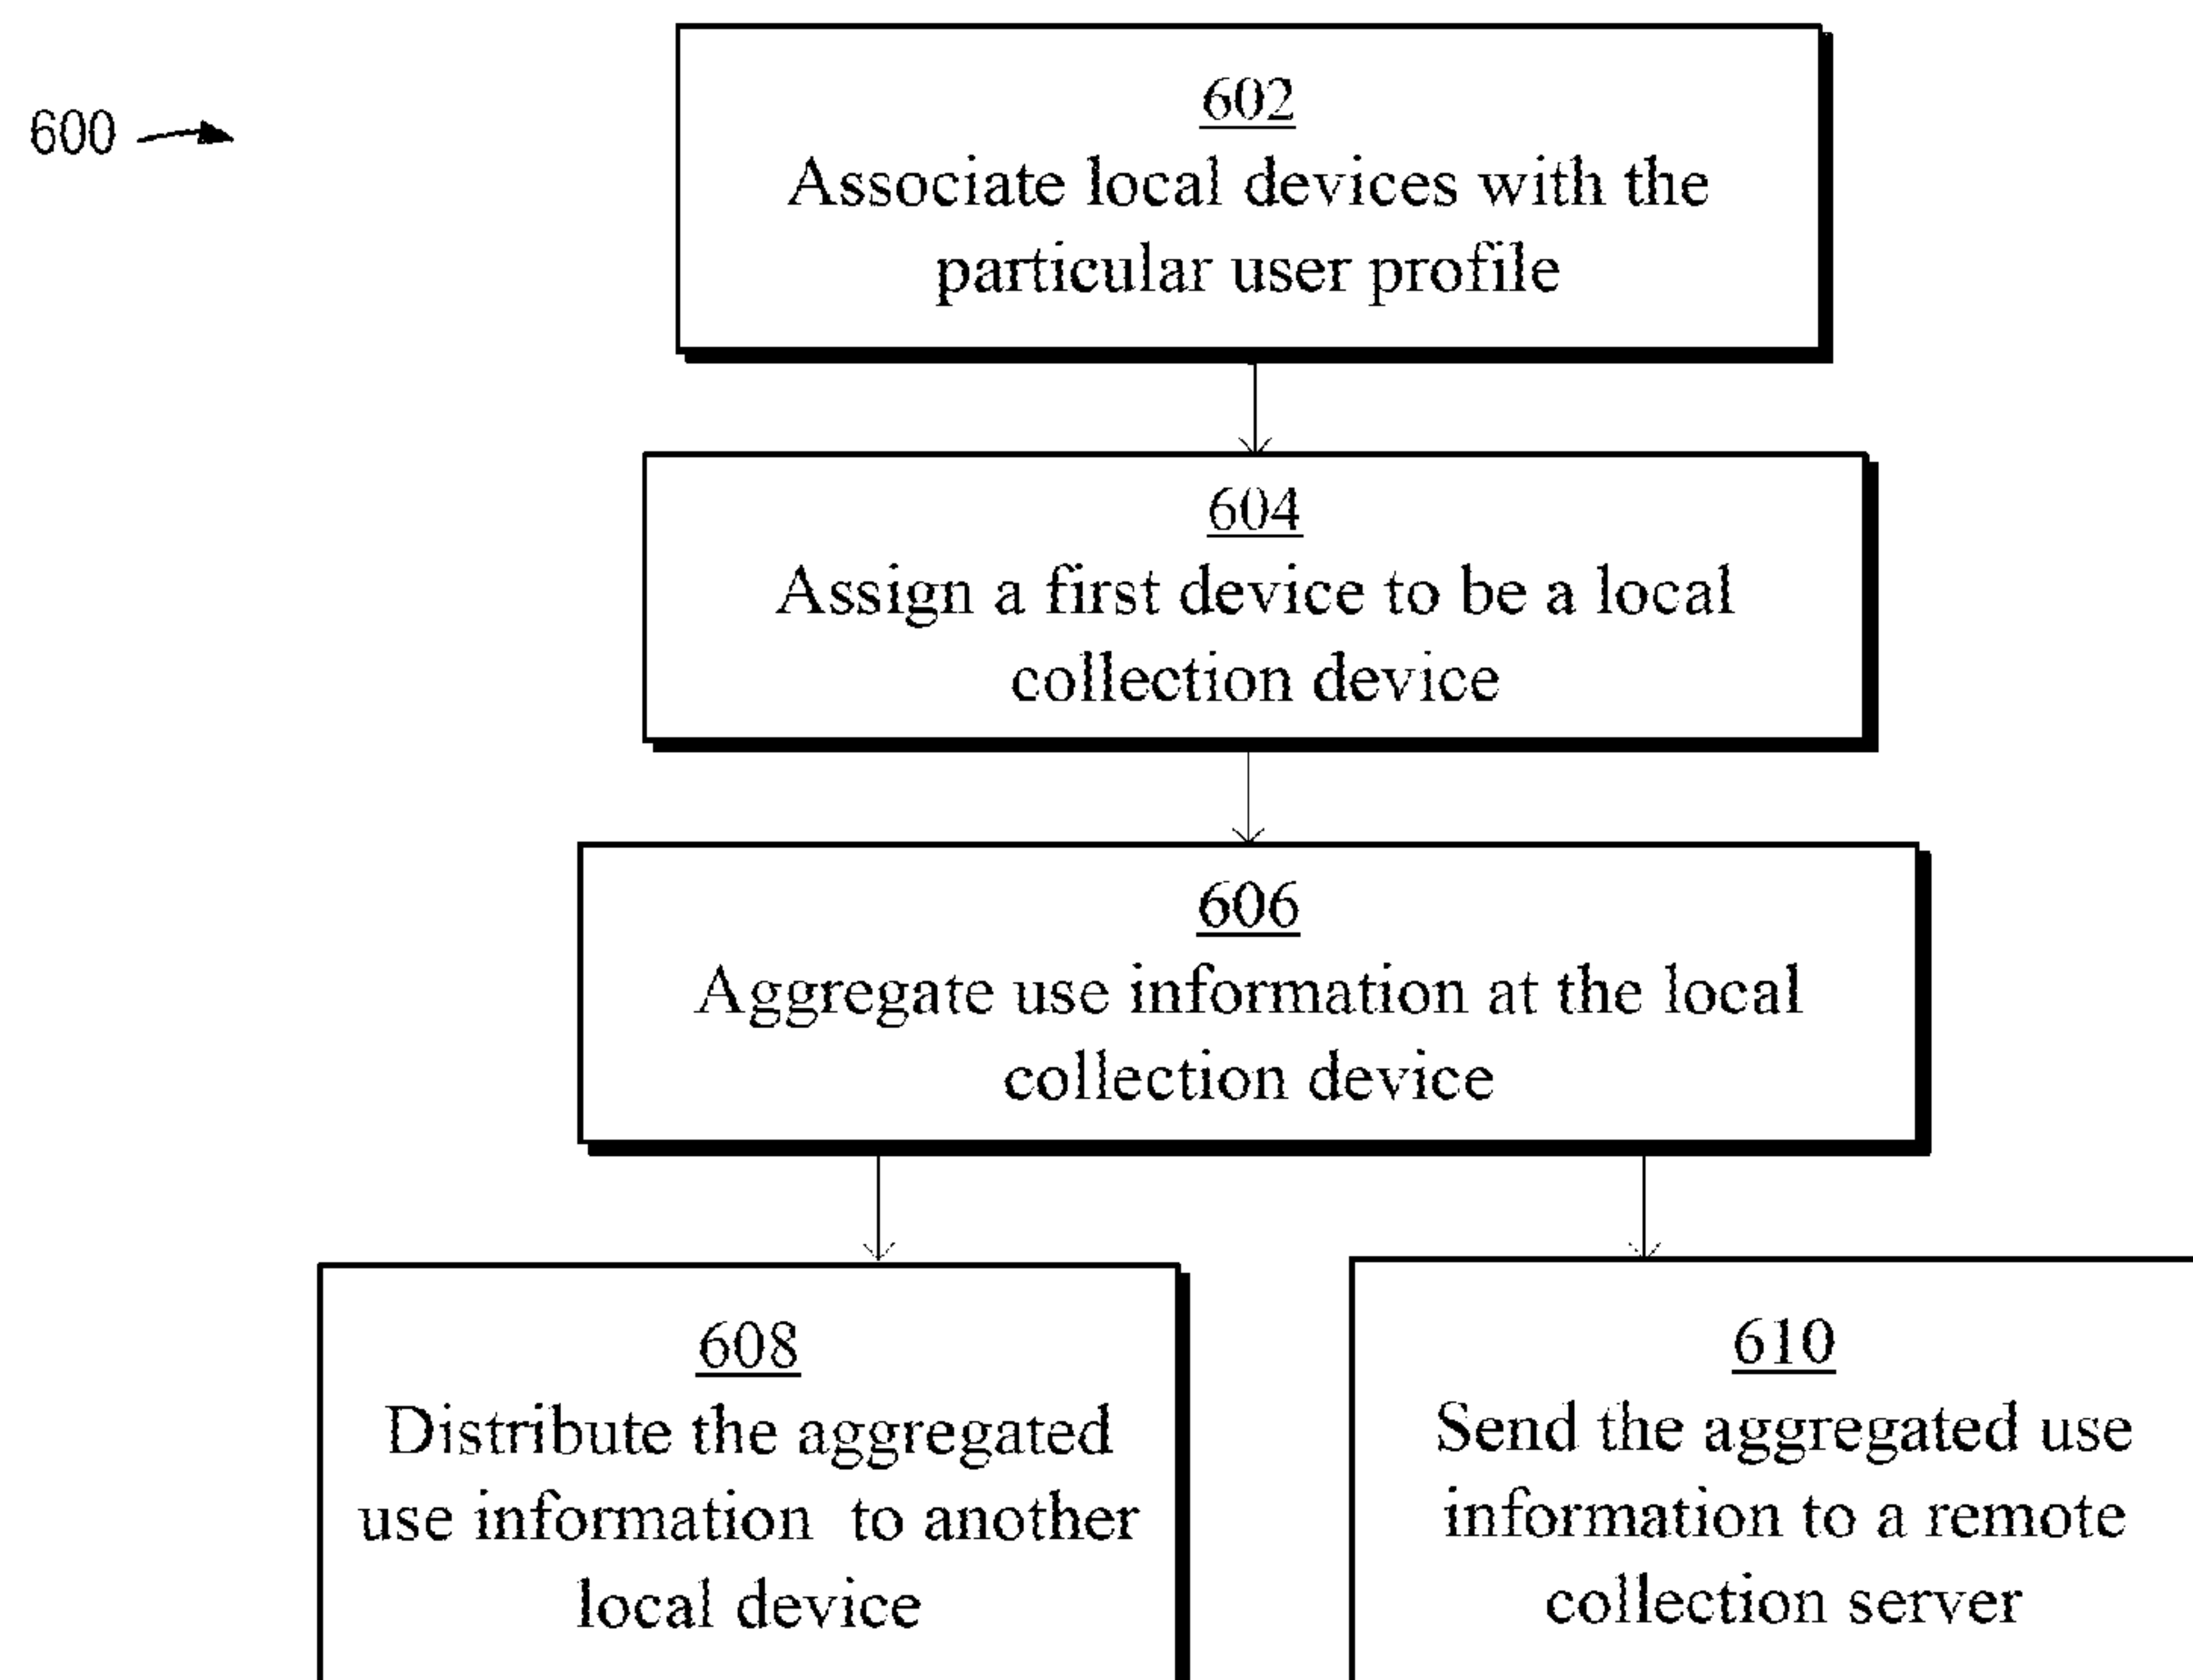 600
602
Associate local devices with the
particular user profile
604
Assign a first device to be a local
collection device
606
Aggregate use information at the local
collection device
608
Distribute the aggregated
use information to another
local device
610
Send the aggregated use
information to a remote
collection server